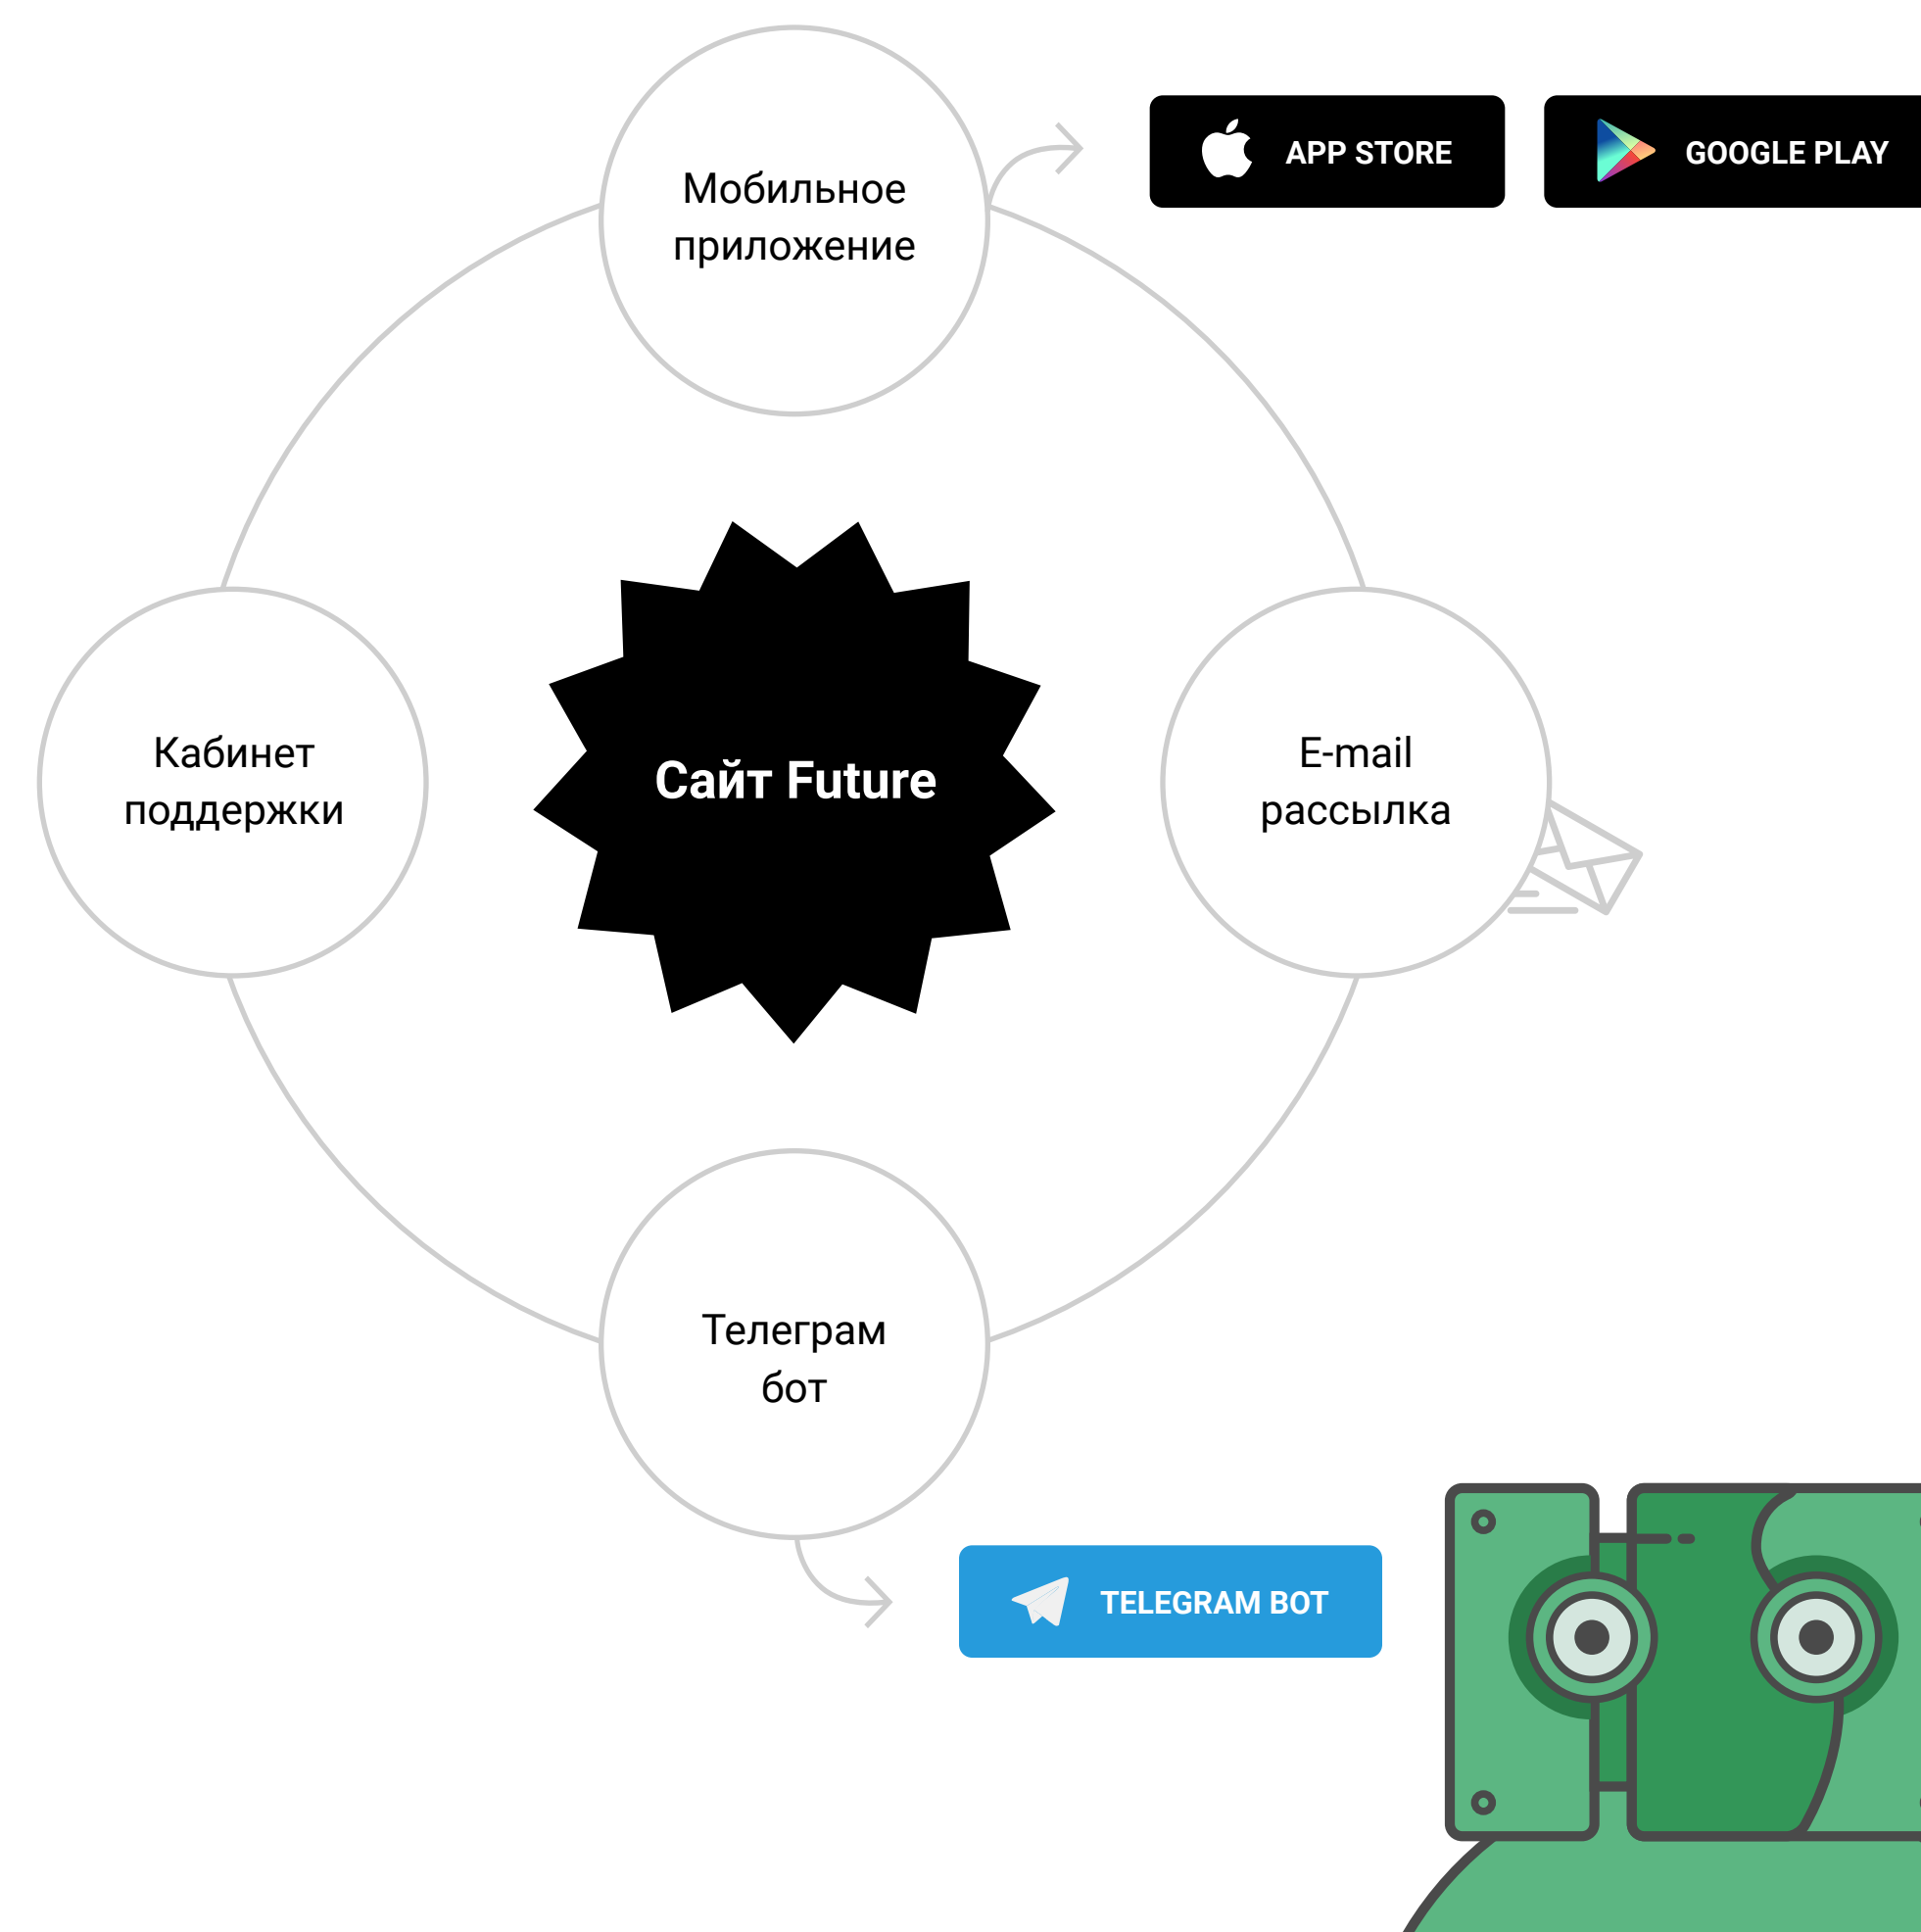 Мобильное
приложение
APP STORE
GOOGLE PLAY
Кабинет
поддержки
Сайт Future
E-mail
рассылка
Телеграм
бот
TELEGRAM BOT